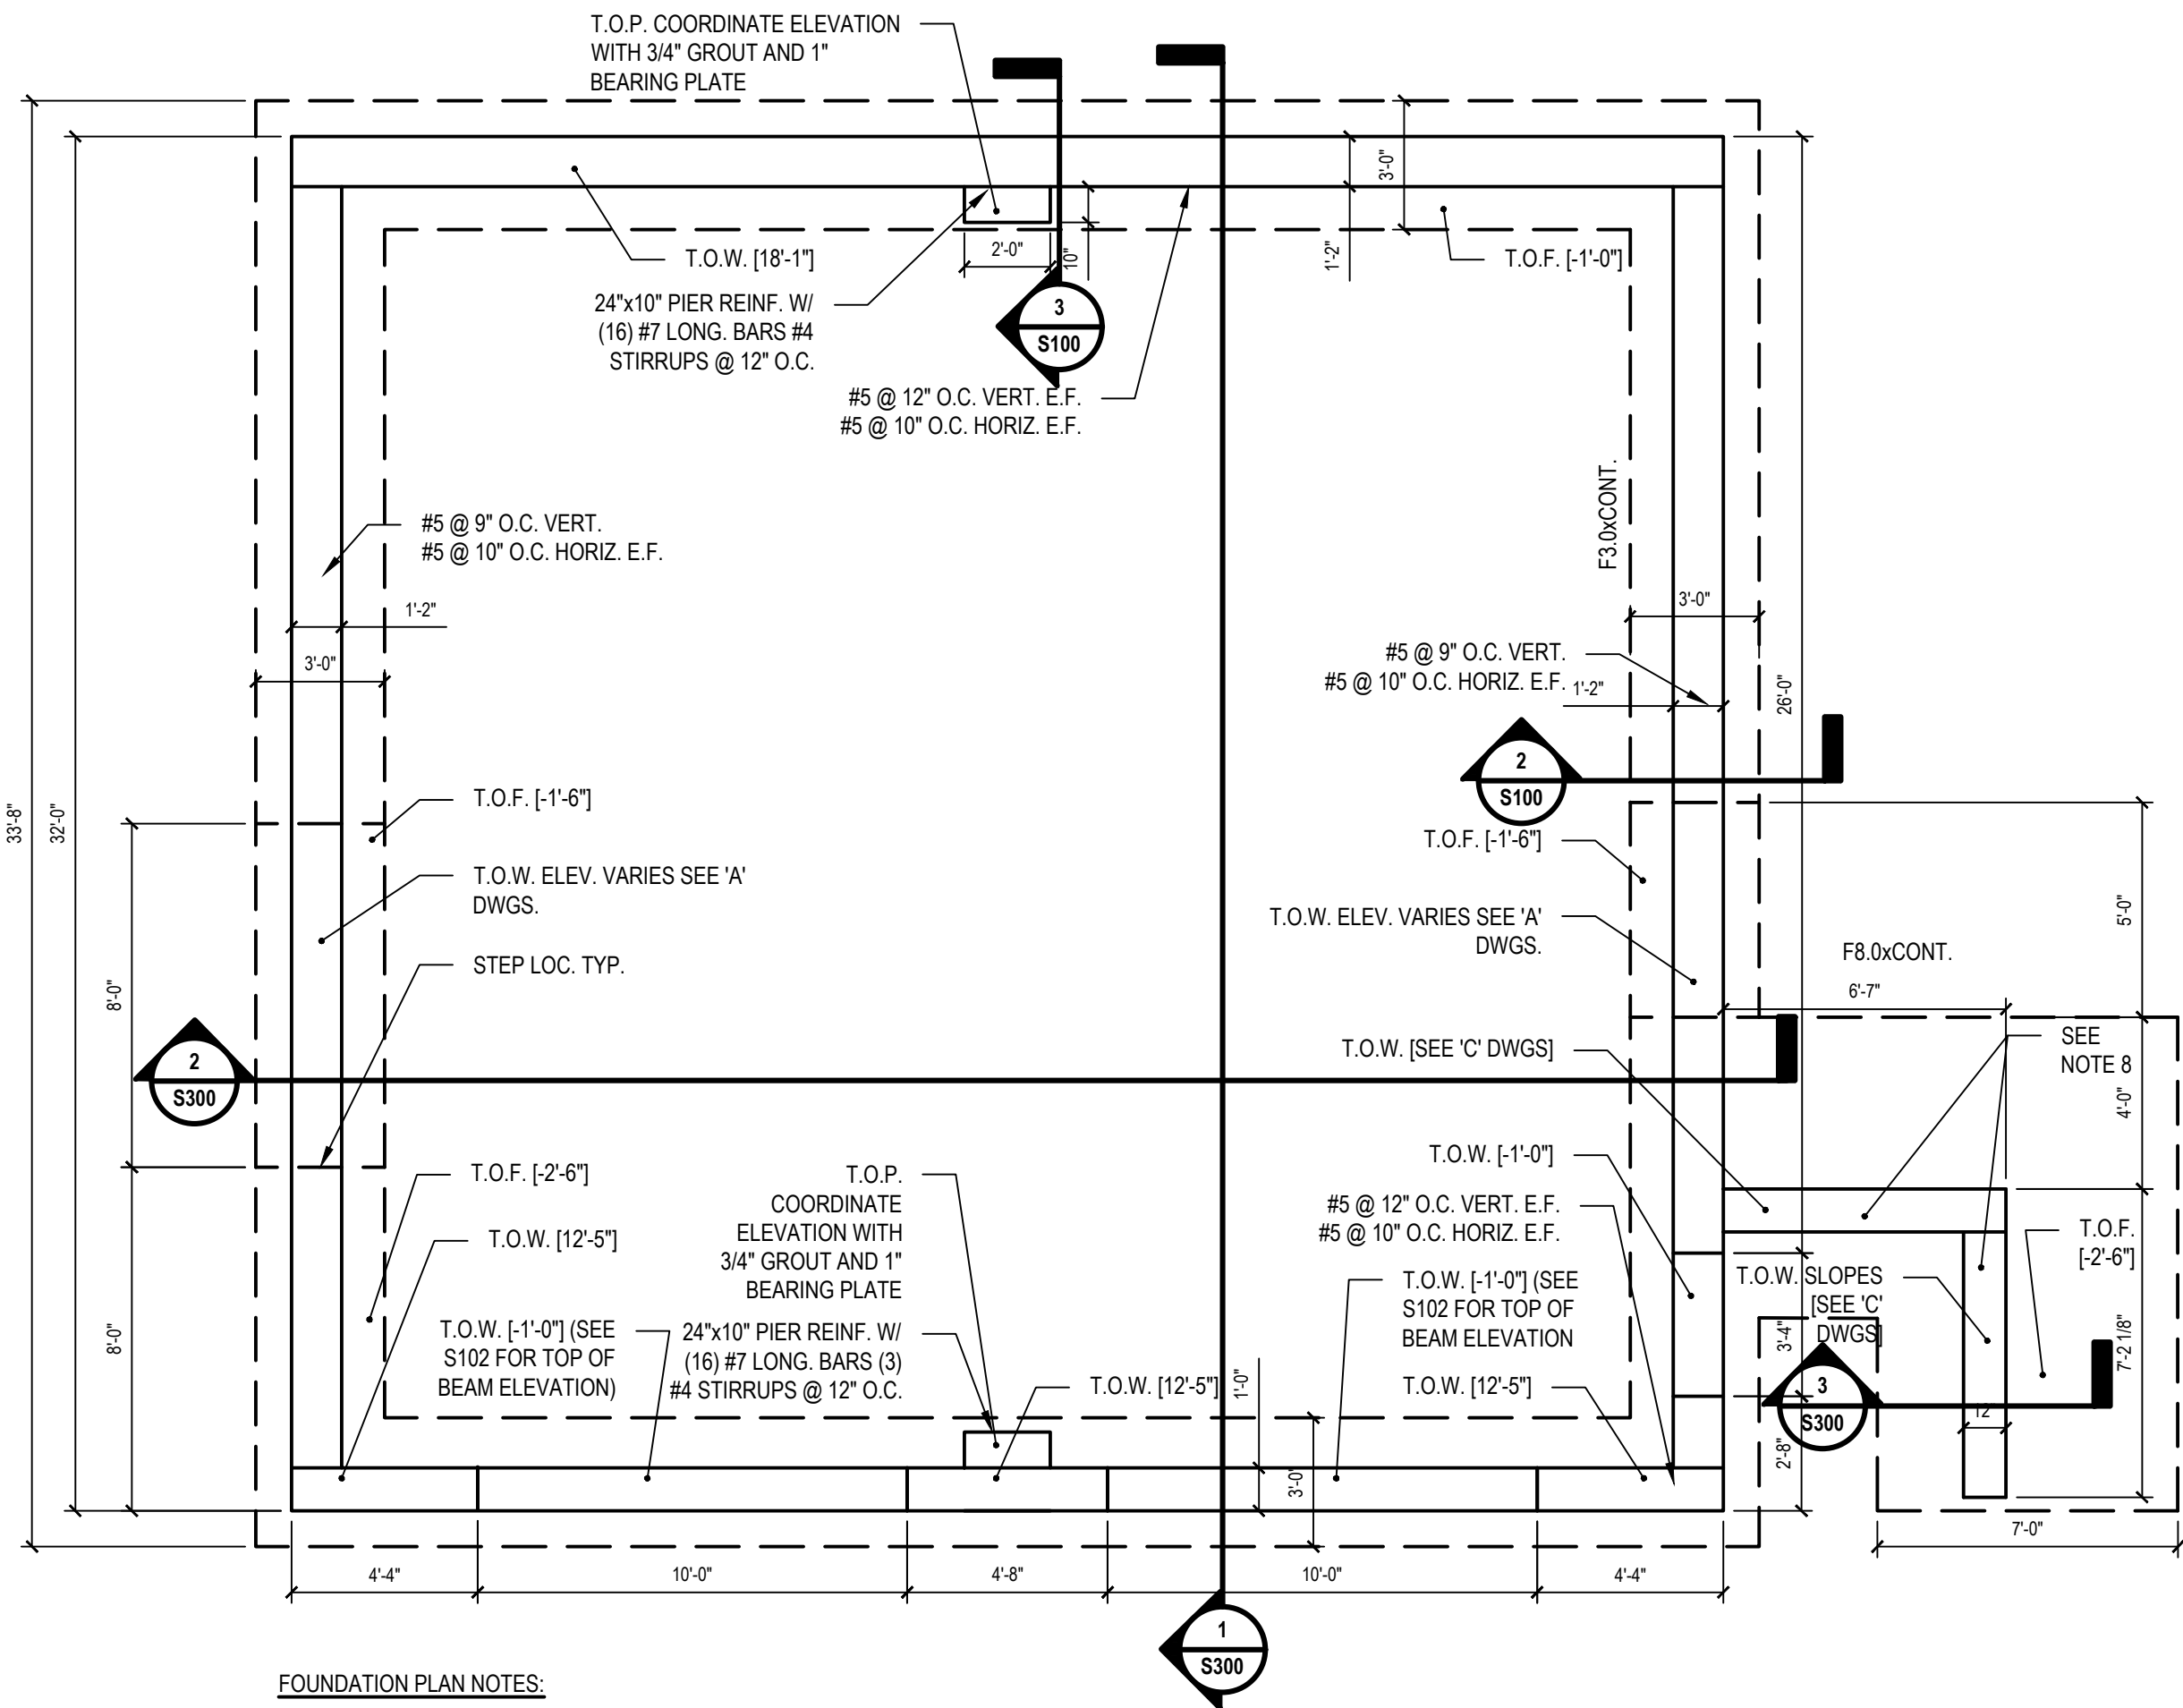 T.O.P. COORDINATE ELEVATION
WITH 3/4" GROUT AND 1"
BEARING PLATE
3'-0"
1'-2"
T.O.W. [18'-1"]
2'-0"
10"
T.O.F. [-1'-0"]
24"x10" PIER REINF. W/
(16) #7 LONG. BARS #4
STIRRUPS @ 12" O.C.
3
S100
#5 @ 12" O.C. VERT. E.F.
#5 @ 10" O.C. HORIZ. E.F.
F3.0xCONT.
#5 @ 9" O.C. VERT.
#5 @ 10" O.C. HORIZ. E.F.
1'-2"
3'-0"
3'-0"
#5 @ 9" O.C. VERT.
#5 @ 10" O.C. HORIZ. E.F.
1'-2"
26'-0"
2
S100
33'-8"
32'-0"
T.O.F. [-1'-6"]
T.O.F. [-1'-6"]
T.O.W. ELEV. VARIES SEE 'A'
DWGS.
T.O.W. ELEV. VARIES SEE 'A'
DWGS.
5'-0"
F8.0xCONT.
6'-7"
STEP LOC. TYP.
8'-0"
2
S300
T.O.W. [SEE 'C' DWGS]
SEE
NOTE 8
4'-0"
T.O.F. [-2'-6"]
T.O.W. [12'-5"]
T.O.P.
COORDINATE
ELEVATION WITH
3/4" GROUT AND 1"
BEARING PLATE
T.O.W. [-1'-0"]
#5 @ 12" O.C. VERT. E.F.
#5 @ 10" O.C. HORIZ. E.F.
T.O.W. [-1'-0"] (SEE
S102 FOR TOP OF
BEAM ELEVATION
T.O.F.
[-2'-6"]
T.O.W. SLOPES
[SEE 'C'
DWGS]
8'-0"
T.O.W. [-1'-0"] (SEE
S102 FOR TOP OF
BEAM ELEVATION)
24"x10" PIER REINF. W/
(16) #7 LONG. BARS (3)
#4 STIRRUPS @ 12" O.C.
T.O.W. [12'-5"]
1'-0"
T.O.W. [12'-5"]
3'-4"
7'-2 1/8"
3
S300
12"
2'-8"
3'-0"
7'-0"
4'-4"
10'-0"
4'-8"
10'-0"
4'-4"
1
S300
FOUNDATION PLAN NOTES: